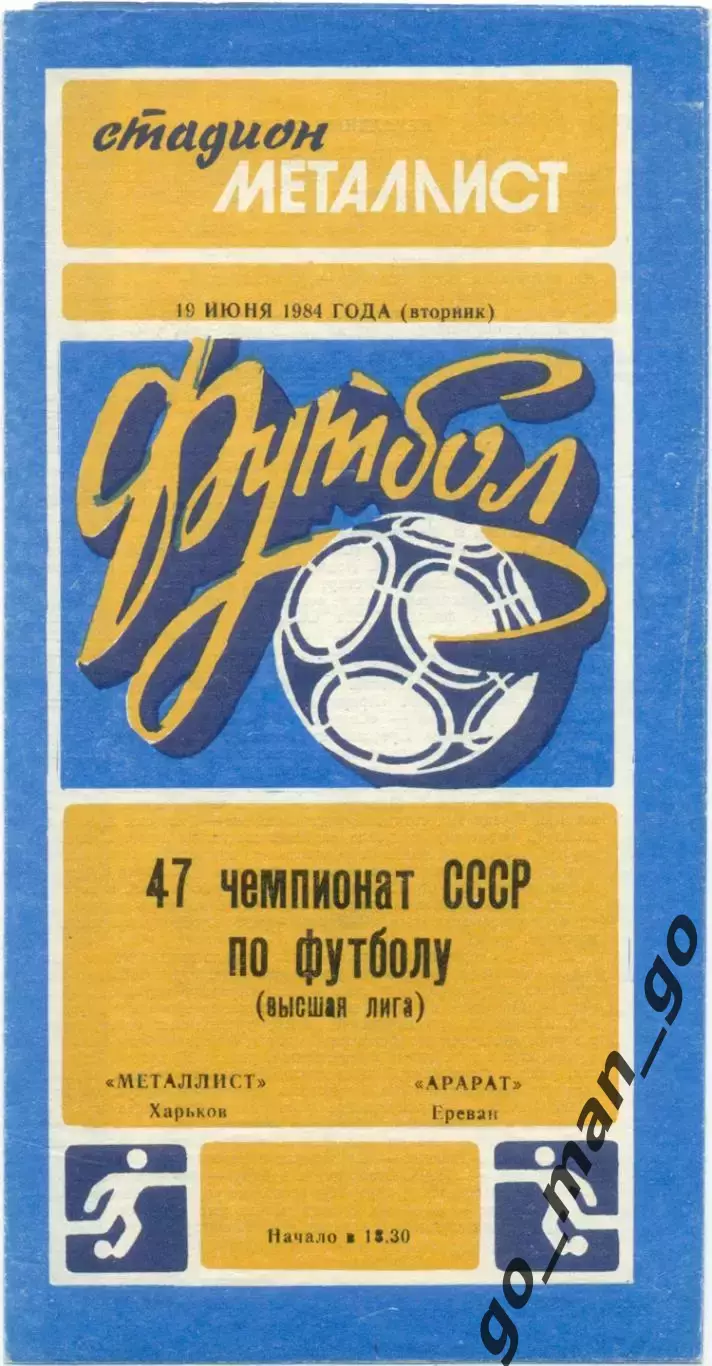 стадион
МЕТАЛЛИСТ
19 ИЮНЯ 1984 ГОДА (вторник)
Футбол
47 чемпионат СССР
по футболу
(высшая лига)
«МЕТАЛЛИСТ» «АРАРАТ»
Харьков Ереван
Начало в 18.30
go_man_go